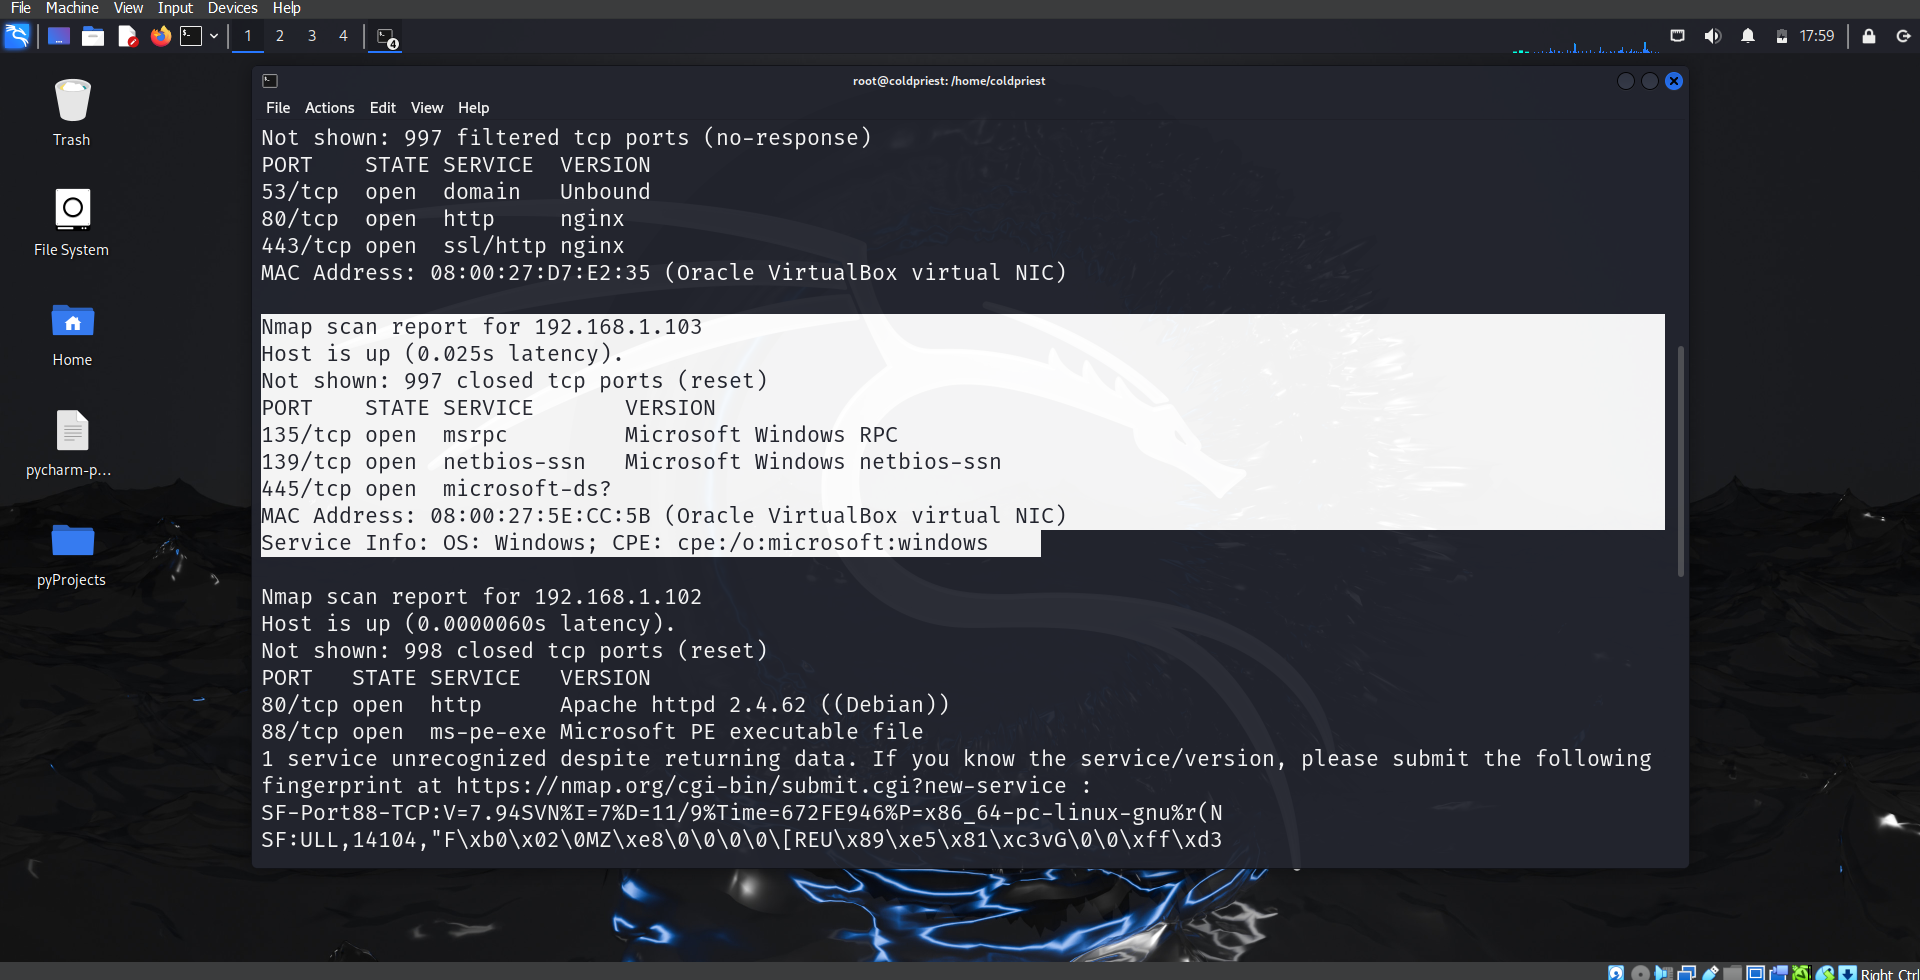 File Machine View Input Devices Help
1 2 3 4 4 17:59
root@coldpriest: /home/coldpriest
File Actions Edit View Help
Trash
File System
Home
pycharm-p...
pyProjects
Not shown: 997 filtered tcp ports (no-response)
PORT    STATE SERVICE  VERSION
53/tcp  open  domain   Unbound
80/tcp  open  http     nginx
443/tcp open  ssl/http nginx
MAC Address: 08:00:27:D7:E2:35 (Oracle VirtualBox virtual NIC)
Nmap scan report for 192.168.1.103
Host is up (0.025s latency).
Not shown: 997 closed tcp ports (reset)
PORT    STATE SERVICE       VERSION
135/tcp open  msrpc         Microsoft Windows RPC
139/tcp open  netbios-ssn   Microsoft Windows netbios-ssn
445/tcp open  microsoft-ds?
MAC Address: 08:00:27:5E:CC:5B (Oracle VirtualBox virtual NIC)
Service Info: OS: Windows; CPE: cpe:/o:microsoft:windows
Nmap scan report for 192.168.1.102
Host is up (0.0000060s latency).
Not shown: 998 closed tcp ports (reset)
PORT   STATE SERVICE   VERSION
80/tcp open  http      Apache httpd 2.4.62 ((Debian))
88/tcp open  ms-pe-exe Microsoft PE executable file
1 service unrecognized despite returning data. If you know the service/version, please submit the following
fingerprint at https://nmap.org/cgi-bin/submit.cgi?new-service :
SF-Port88-TCP:V=7.94SVN%I=7%D=11/9%Time=672FE946%P=x86_64-pc-linux-gnu%r(N
SF:ULL,14104,"F\xb0\x02\0MZ\xe8\0\0\0\0\[REU\x89\xe5\x81\xc3vG\0\0\xff\xd3
Right Ctrl